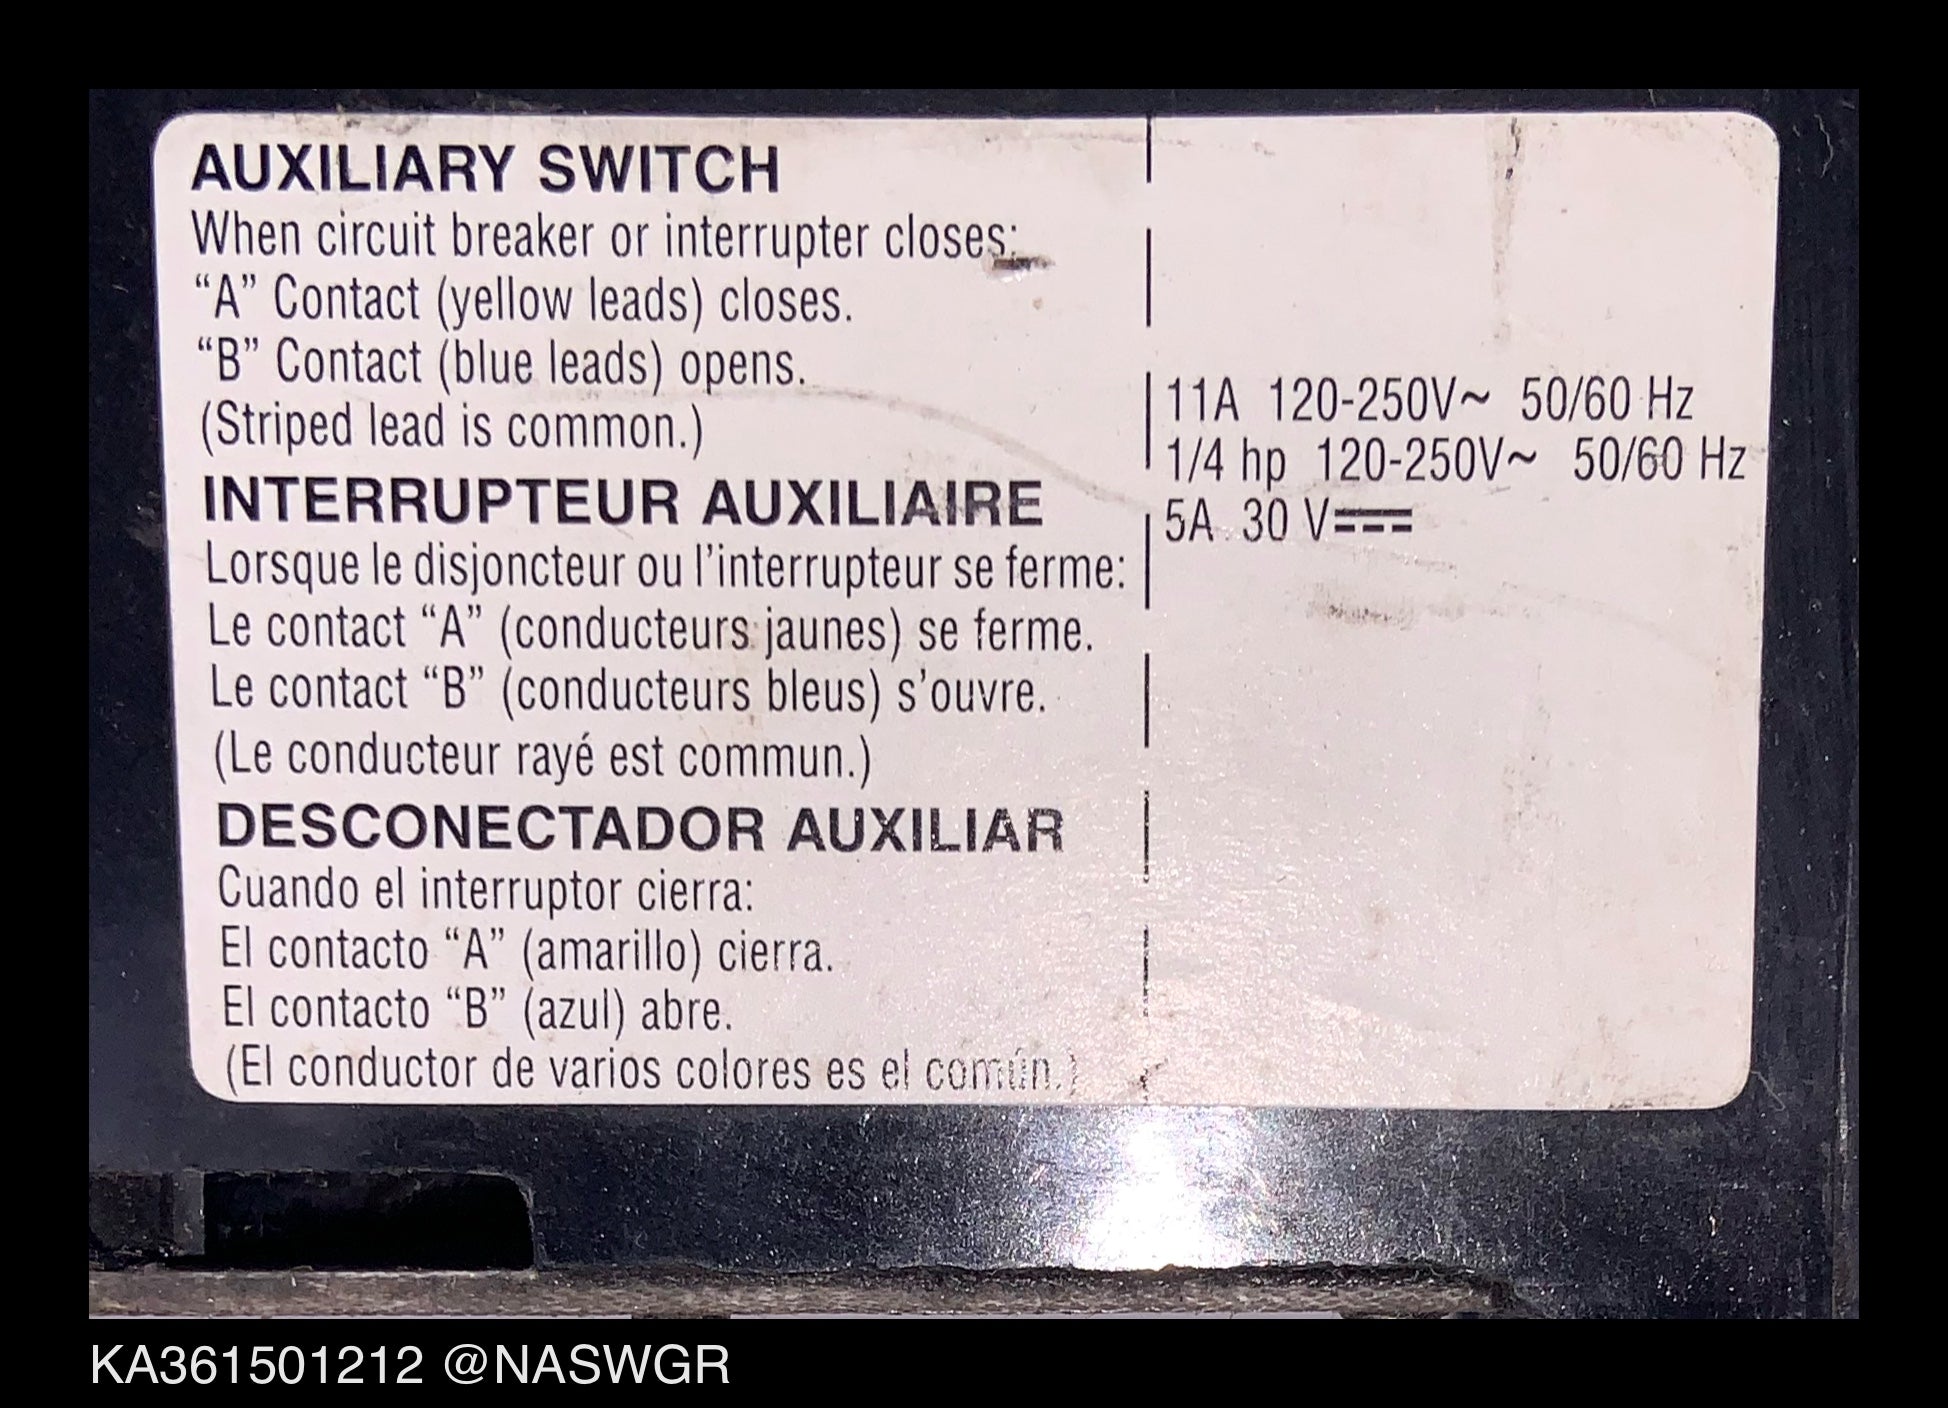 AUXILIARY SWITCH
When circuit breaker or interrupter closes:
“A” Contact (yellow leads) closes.
“B” Contact (blue leads) opens.
(Striped lead is common.)
INTERRUPTEUR AUXILIAIRE
Lorsque le disjoncteur ou l’interrupteur se ferme:
Le contact “A” (conducteurs jaunes) se ferme.
Le contact “B” (conducteurs bleus) s’ouvre.
(Le conducteur rayé est commun.)
DESCONECTADOR AUXILIAR
Cuando el interruptor cierra:
El contacto “A” (amarillo) cierra.
El contacto “B” (azul) abre.
(El conductor de varios colores es el común.)
11A 120-250V~ 50/60 Hz
1/4 hp 120-250V~ 50/60 Hz
5A 30 V⎓
KA361501212 @NASWGR